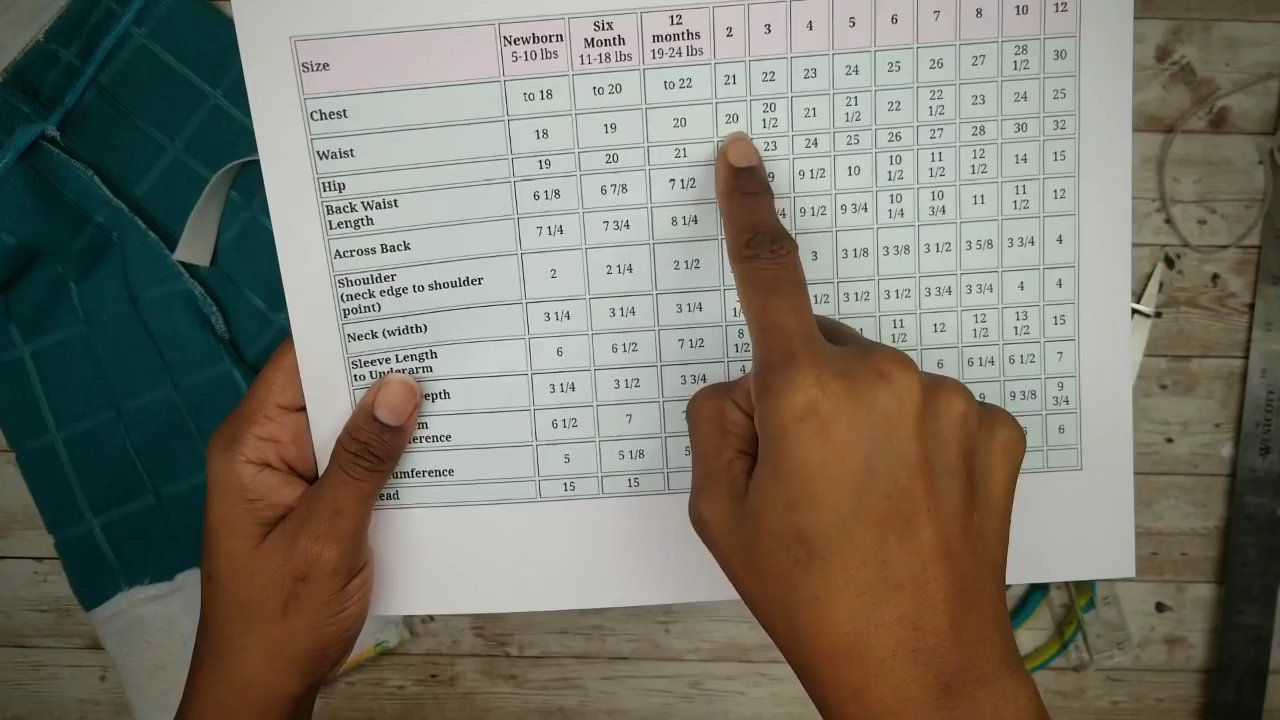 Size Newborn 5-10 lbs Six Month 11-18 lbs 12 months 19-24 lbs 2 3 4 5 6 7 8 10 12
Chest to 18 to 20 to 22 21 22 23 24 25 26 27 28 1/2 30
Waist 18 19 20 20 20 1/2 21 21 1/2 22 22 1/2 23 24 25
Hip 19 20 21 23 24 25 26 27 28 30 32
Back Waist Length 6 1/8 6 7/8 7 1/2 9 9 1/2 10 10 1/2 11 1/2 12 1/2 14 15
Across Back 7 1/4 7 3/4 8 1/4 9 1/2 9 3/4 10 1/4 10 3/4 11 11 1/2 12
Shoulder (neck edge to shoulder point) 2 2 1/4 2 1/2 3 3 1/8 3 3/8 3 1/2 3 5/8 3 3/4 4
Neck (width) 3 1/4 3 1/4 3 1/4 1/2 3 1/2 3 1/2 3 3/4 3 3/4 4 4
Sleeve Length to Underarm 6 6 1/2 7 1/2 8 1/2 11 1/2 12 12 1/2 13 1/2 15
3 1/4 3 1/2 3 3/4 4 6 6 1/4 6 1/2 7
6 1/2 7 9 9 3/8 9 3/4
5 5 1/8 5 6
15 15
WESTCOTT